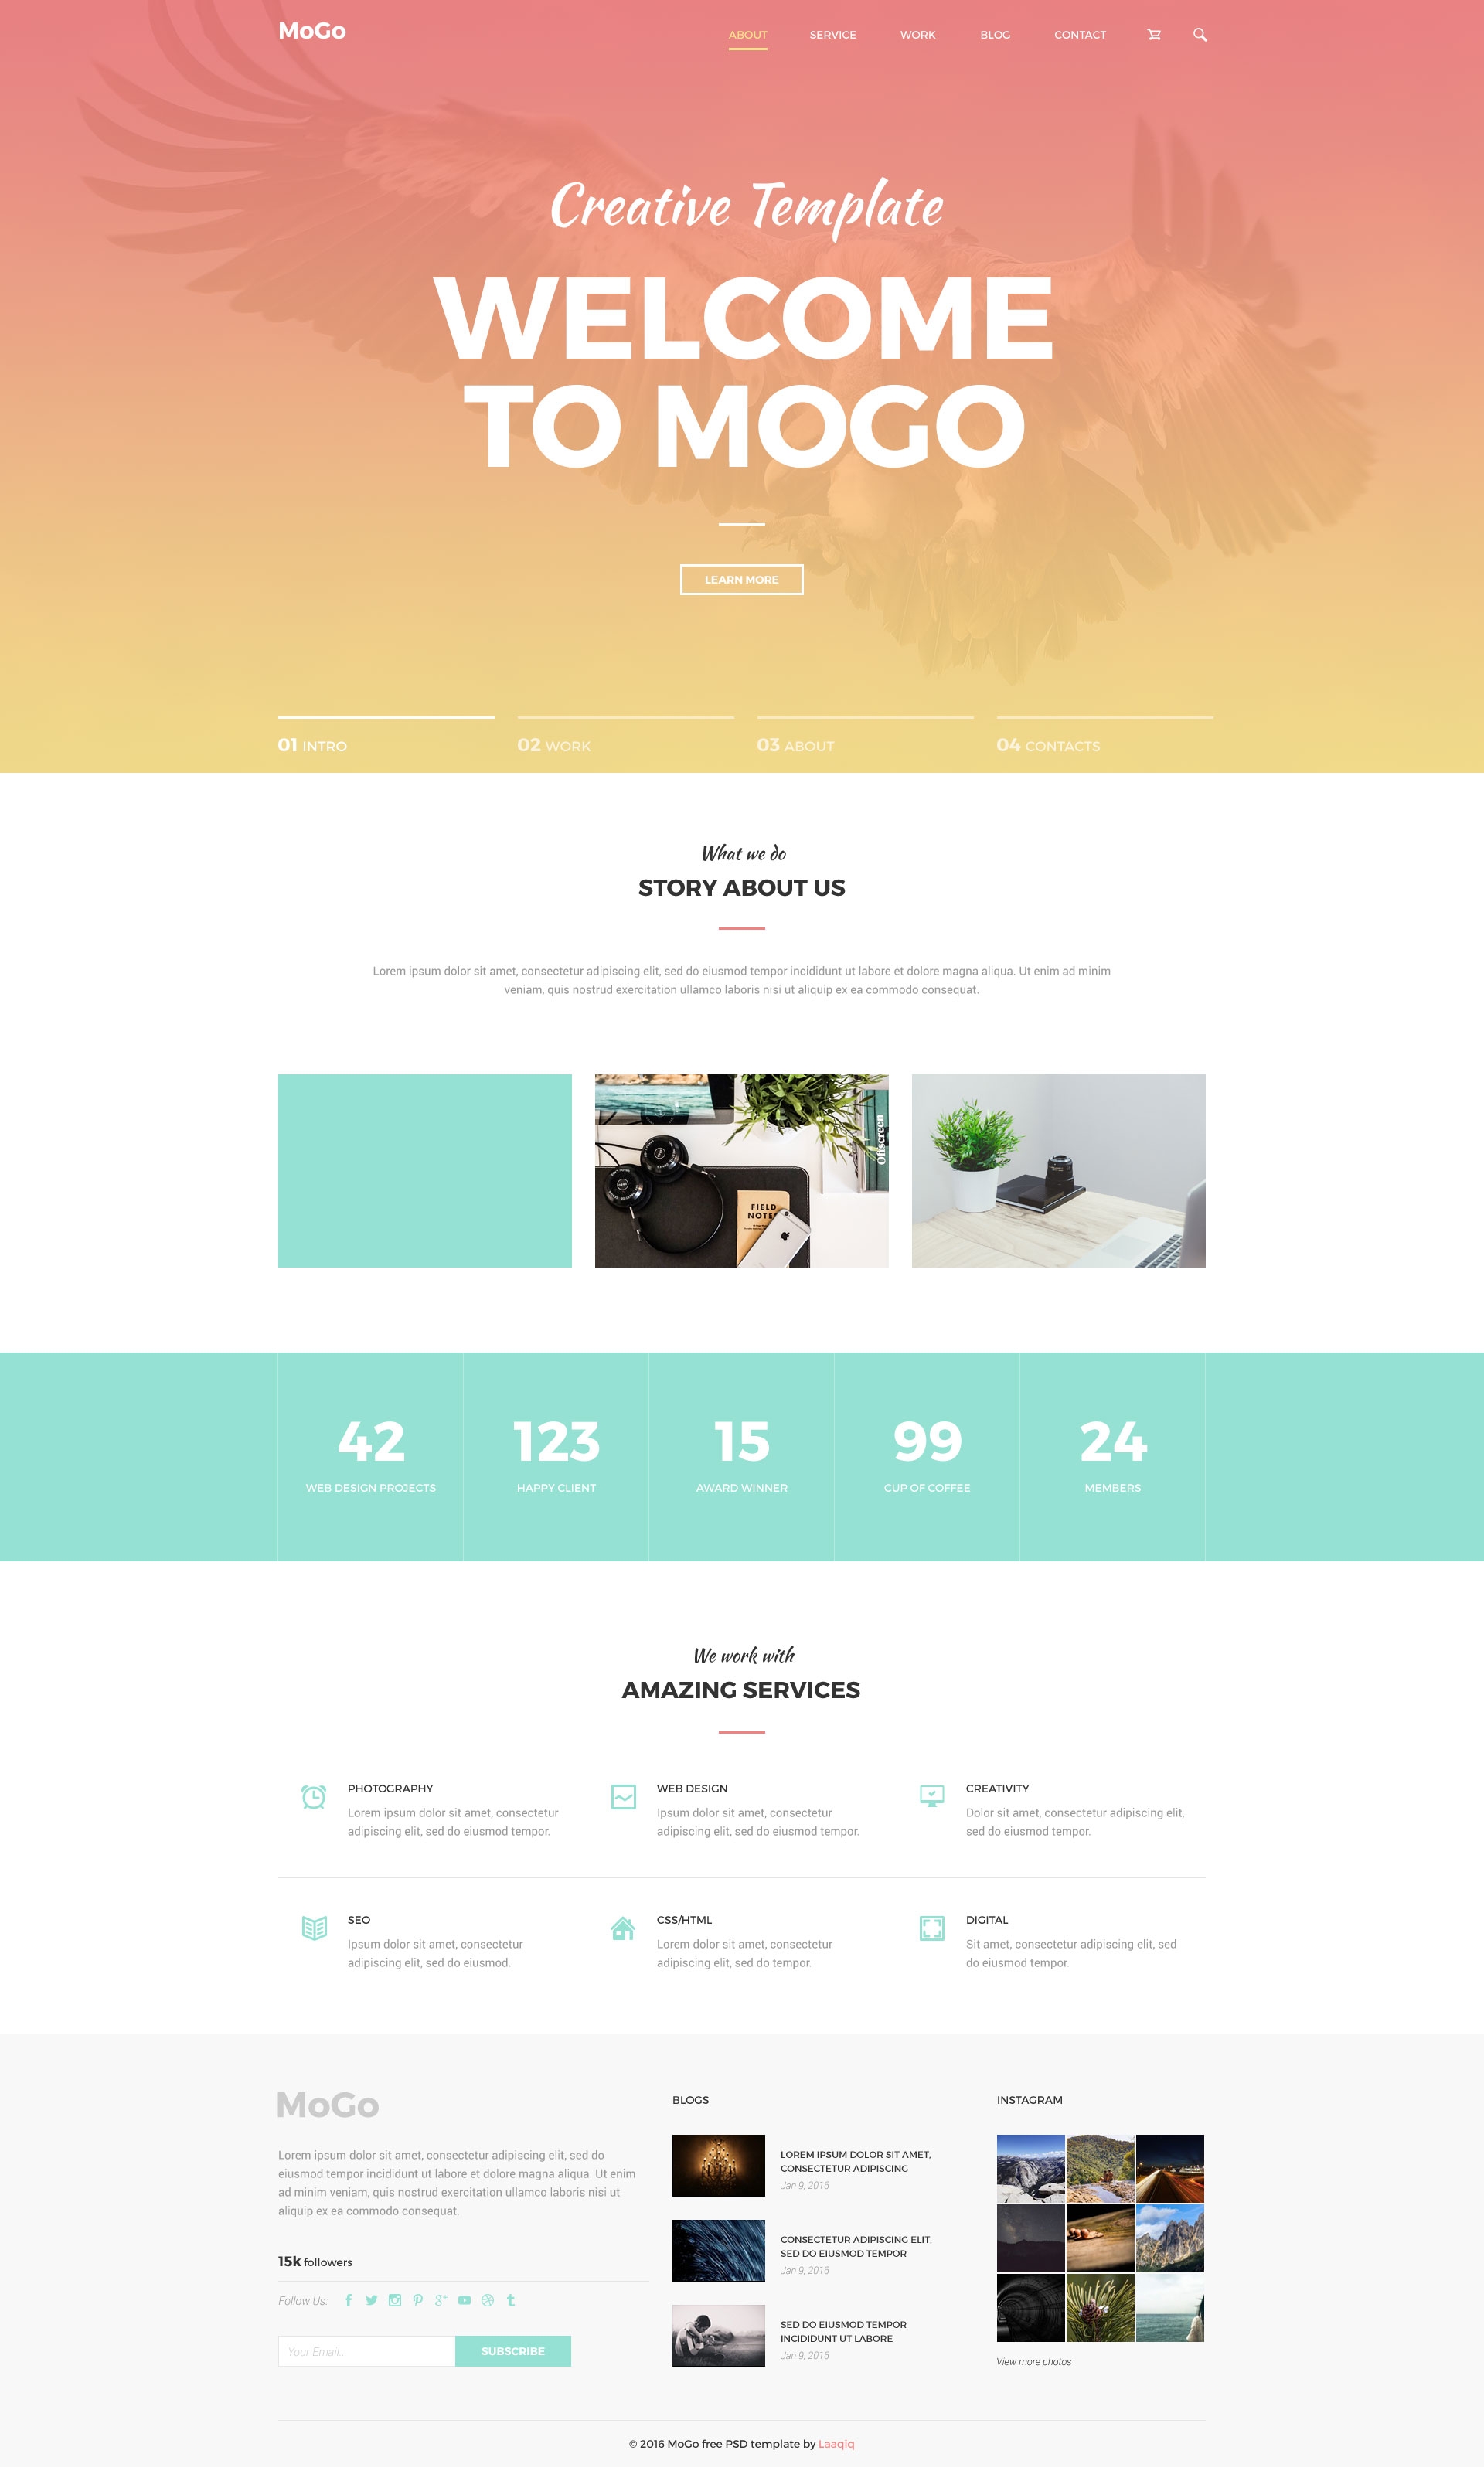 MoGo
ABOUT SERVICE WORK BLOG CONTACT
Creative Template
WELCOME
TO MOGO
LEARN MORE
01 INTRO
02 WORK
03 ABOUT
04 CONTACTS
What we do
STORY ABOUT US
Lorem ipsum dolor sit amet, consectetur adipiscing elit, sed do eiusmod tempor incididunt ut labore et dolore magna aliqua. Ut enim ad minim
veniam, quis nostrud exercitation ullamco laboris nisi ut aliquip ex ea commodo consequat.
Offscreen
FIELD
NOTES
42
WEB DESIGN PROJECTS
123
HAPPY CLIENT
15
AWARD WINNER
99
CUP OF COFFEE
24
MEMBERS
We work with
AMAZING SERVICES
PHOTOGRAPHY
Lorem ipsum dolor sit amet, consectetur
adipiscing elit, sed do eiusmod tempor.
WEB DESIGN
Ipsum dolor sit amet, consectetur
adipiscing elit, sed do eiusmod tempor.
CREATIVITY
Dolor sit amet, consectetur adipiscing elit,
sed do eiusmod tempor.
SEO
Ipsum dolor sit amet, consectetur
adipiscing elit, sed do eiusmod.
CSS/HTML
Lorem dolor sit amet, consectetur
adipiscing elit, sed do tempor.
DIGITAL
Sit amet, consectetur adipiscing elit, sed
do eiusmod tempor.
MoGo
Lorem ipsum dolor sit amet, consectetur adipiscing elit, sed do
eiusmod tempor incididunt ut labore et dolore magna aliqua. Ut enim
ad minim veniam, quis nostrud exercitation ullamco laboris nisi ut
aliquip ex ea commodo consequat.
15k followers
Follow Us:
Your Email...
SUBSCRIBE
BLOGS
LOREM IPSUM DOLOR SIT AMET,
CONSECTETUR ADIPISCING
Jan 9, 2016
CONSECTETUR ADIPISCING ELIT,
SED DO EIUSMOD TEMPOR
Jan 9, 2016
SED DO EIUSMOD TEMPOR
INCIDIDUNT UT LABORE
Jan 9, 2016
INSTAGRAM
View more photos
© 2016 MoGo free PSD template by Laaqiq